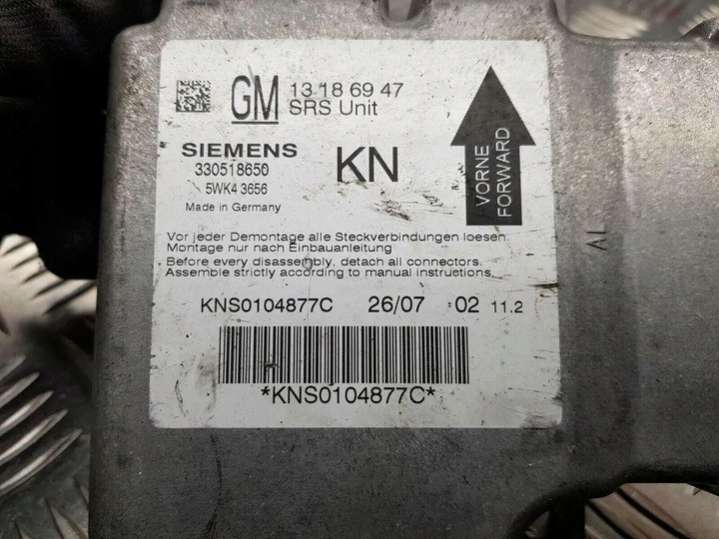 GM 13 18 69 47
SRS Unit
SIEMENS
330518650
5WK4 3656
Made in Germany
KN
VORNE
FORWARD
Vor jeder Demontage alle Steckverbindungen loesen.
Montage nur nach Einbauanleitung
Before every disassembly, detach all connectors.
Assemble strictly according to manual instructions.
KNS0104877C 26/07 02 11.2
*KNS0104877C*